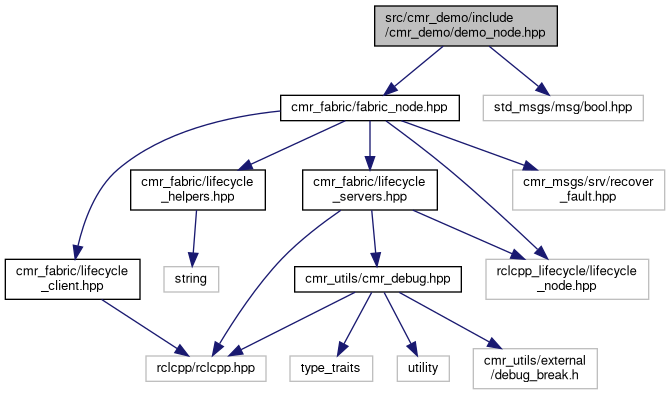 src/cmr_demo/include
/cmr_demo/demo_node.hpp
cmr_fabric/fabric_node.hpp
std_msgs/msg/bool.hpp
cmr_fabric/lifecycle
_helpers.hpp
cmr_fabric/lifecycle
_servers.hpp
cmr_msgs/srv/recover
_fault.hpp
cmr_fabric/lifecycle
_client.hpp
string
cmr_utils/cmr_debug.hpp
rclcpp_lifecycle/lifecycle
_node.hpp
rclcpp/rclcpp.hpp
type_traits
utility
cmr_utils/external
/debug_break.h